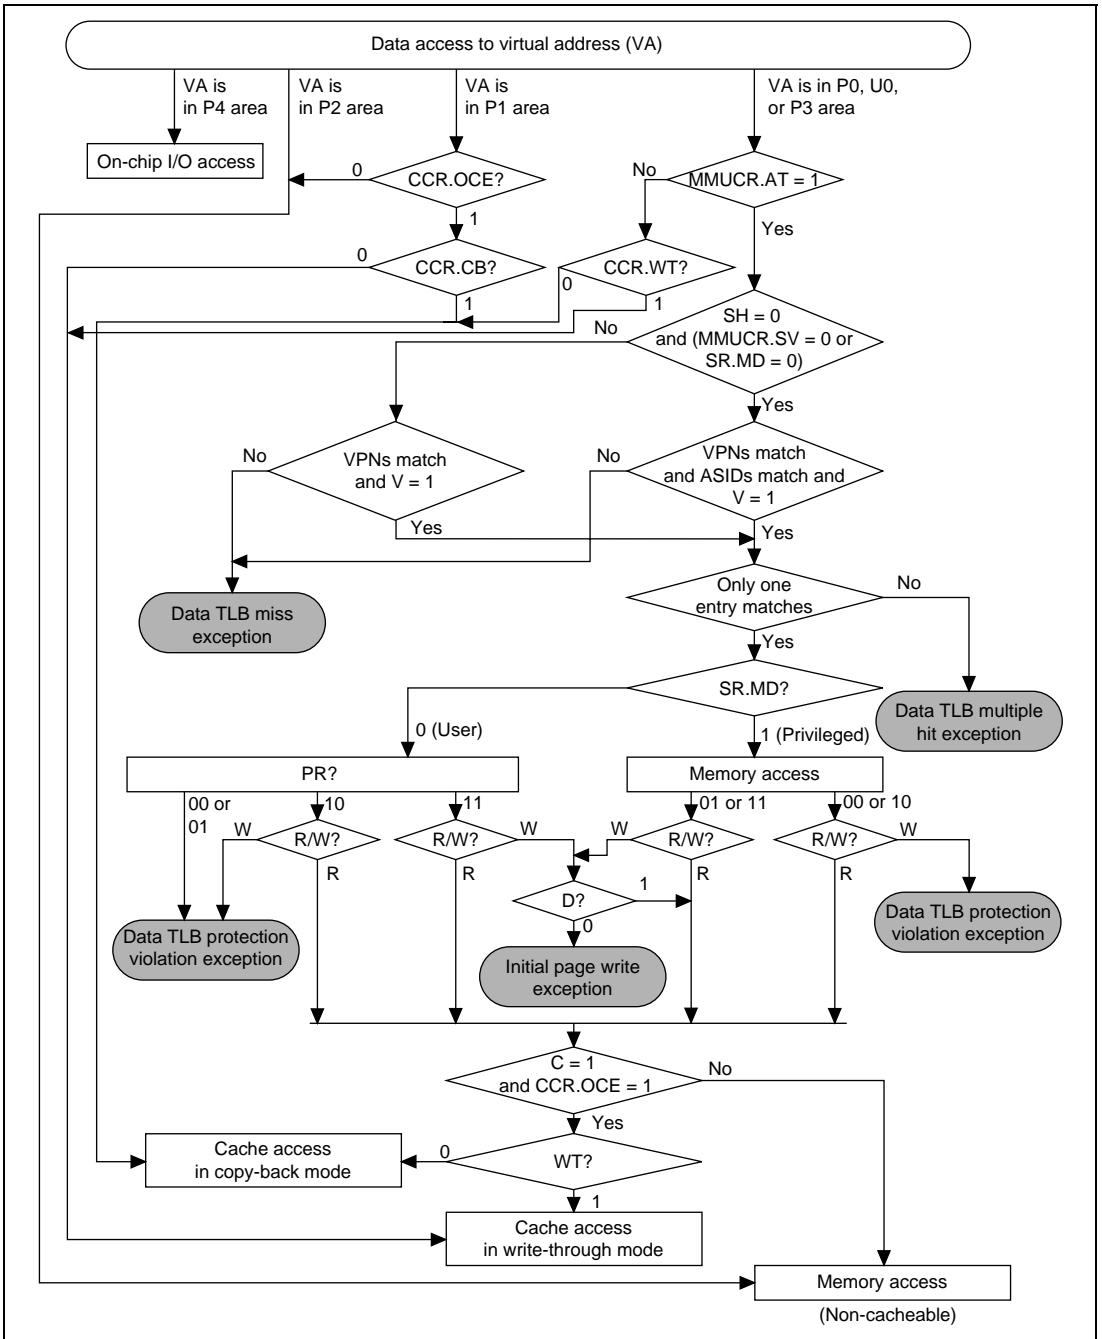 Data access to virtual address (VA)
VA is
in P4 area
VA is
in P2 area
VA is
in P1 area
VA is in P0, U0,
or P3 area
On-chip I/O access
0
CCR.OCE?
No
MMUCR.AT = 1
1
Yes
0
CCR.CB?
CCR.WT?
0
1
1
SH = 0
and (MMUCR.SV = 0 or
SR.MD = 0)
No
Yes
No
VPNs match
and V = 1
No
VPNs match
and ASIDs match and
V = 1
Yes
Yes
Only one
entry matches
No
Data TLB miss
exception
Yes
SR.MD?
Data TLB multiple
hit exception
0 (User)
1 (Privileged)
PR?
Memory access
00 or
01
10
11
01 or 11
00 or 10
W
R/W?
R/W?
W
W
R/W?
R/W?
W
R
R
R
R
D?
1
0
Data TLB protection
violation exception
Initial page write
exception
Data TLB protection
violation exception
C = 1
and CCR.OCE = 1
No
Yes
Cache access
in copy-back mode
0
WT?
1
Cache access
in write-through mode
Memory access
(Non-cacheable)